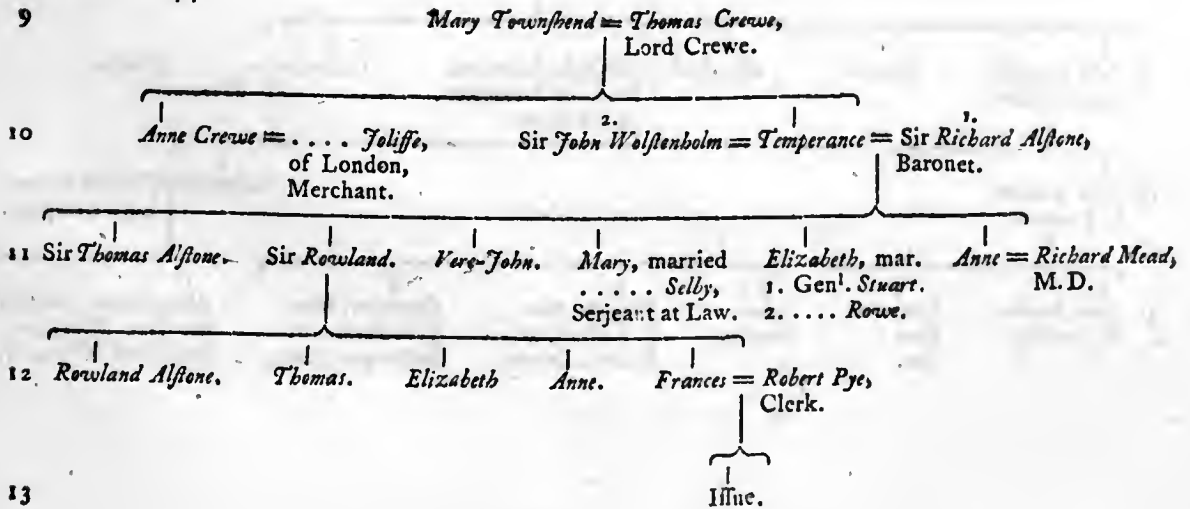 9 Mary Townſhend = Thomas Crewe,
Lord Crewe.
2. 1.
10 Anne Crewe = .... Joliffe, Sir John Wolſtenholm = Temperance = Sir Richard Alſtone,
of London, Baronet.
Merchant.
11 Sir Thomas Alſtone. Sir Rowland. Vere-John. Mary, married Elizabeth, mar. Anne = Richard Mead,
..... Selby, 1. Genˡ. Stuart. M.D.
Serjeant at Law. 2. .... Rowe.
12 Rowland Alſtone. Thomas. Elizabeth Anne. Frances = Robert Pye,
Clerk.
Iſſue.
13